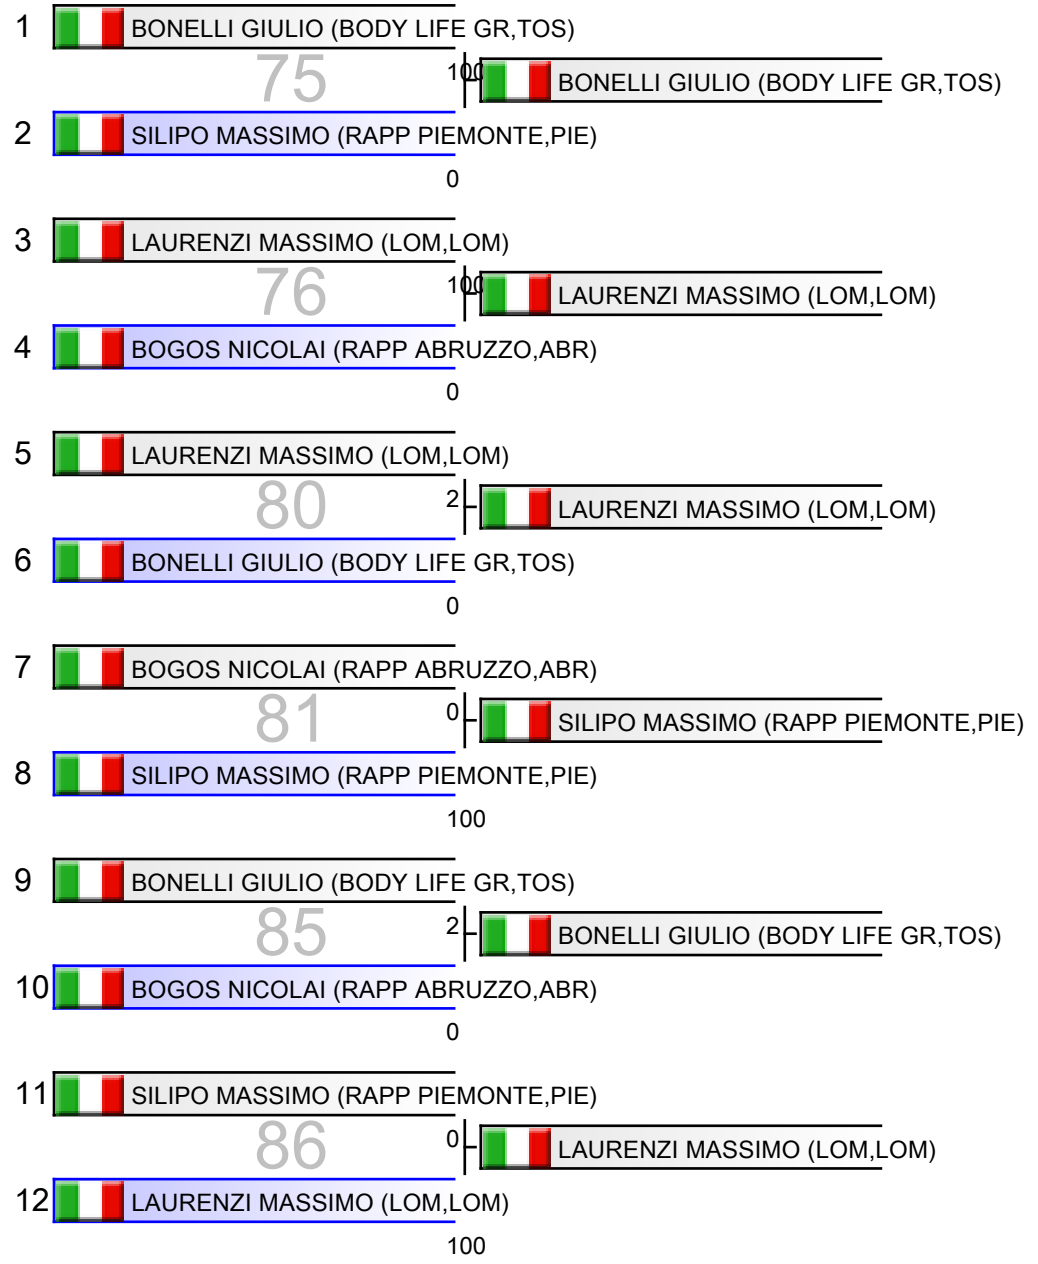 1 BONELLI GIULIO (BODY LIFE GR,TOS)
75 100 BONELLI GIULIO (BODY LIFE GR,TOS)
2 SILIPO MASSIMO (RAPP PIEMONTE,PIE)
0
3 LAURENZI MASSIMO (LOM,LOM)
76 100 LAURENZI MASSIMO (LOM,LOM)
4 BOGOS NICOLAI (RAPP ABRUZZO,ABR)
0
5 LAURENZI MASSIMO (LOM,LOM)
80 2 LAURENZI MASSIMO (LOM,LOM)
6 BONELLI GIULIO (BODY LIFE GR,TOS)
0
7 BOGOS NICOLAI (RAPP ABRUZZO,ABR)
81 0 SILIPO MASSIMO (RAPP PIEMONTE,PIE)
8 SILIPO MASSIMO (RAPP PIEMONTE,PIE)
100
9 BONELLI GIULIO (BODY LIFE GR,TOS)
85 2 BONELLI GIULIO (BODY LIFE GR,TOS)
10 BOGOS NICOLAI (RAPP ABRUZZO,ABR)
0
11 SILIPO MASSIMO (RAPP PIEMONTE,PIE)
86 0 LAURENZI MASSIMO (LOM,LOM)
12 LAURENZI MASSIMO (LOM,LOM)
100